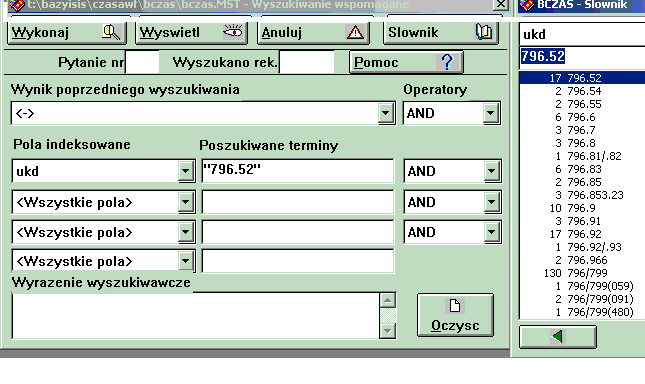 t:\bazyisis\czasawl\bczas\bczas.MST - Wyszukiwanie wspomagane
Wykonaj Wyswietl Anuluj Slownik
Pytanie nr Wyszukano rek. Pomoc
Wynik poprzedniego wyszukiwania Operatory
<-> AND
Pola indeksowane Poszukiwane terminy
ukd "796.52" AND
<Wszystkie pola> AND
<Wszystkie pola> AND
<Wszystkie pola>
Wyrazenie wyszukiwawcze
Oczysc
BCZAS - Slownik
ukd
796.52
17 796.52
2 796.54
2 796.55
6 796.6
3 796.7
3 796.8
1 796.81/.82
6 796.83
2 796.85
3 796.853.23
10 796.9
3 796.91
17 796.92
1 796.92/.93
2 796.966
130 796/799
1 796/799(059)
2 796/799(091)
1 796/799(480)